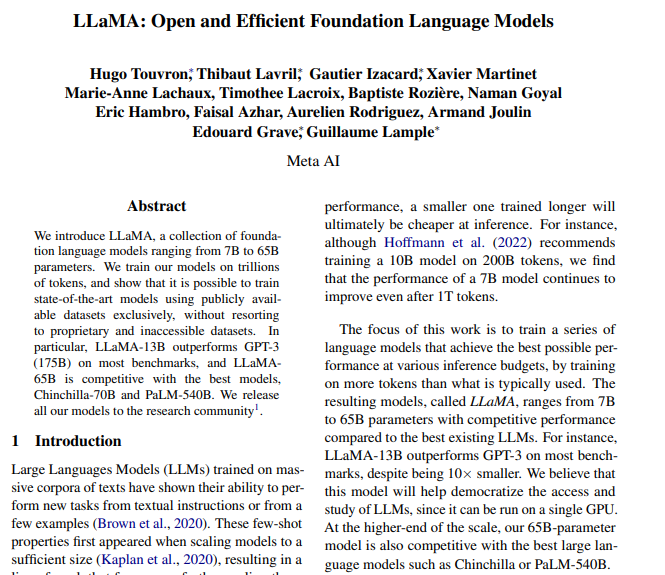 LLaMA: Open and Efficient Foundation Language Models
Hugo Touvron∗, Thibaut Lavril∗, Gautier Izacard∗, Xavier Martinet
Marie-Anne Lachaux, Timothee Lacroix, Baptiste Rozière, Naman Goyal
Eric Hambro, Faisal Azhar, Aurelien Rodriguez, Armand Joulin
Edouard Grave∗, Guillaume Lample∗
Meta AI
Abstract
We introduce LLaMA, a collection of founda-
tion language models ranging from 7B to 65B
parameters. We train our models on trillions
of tokens, and show that it is possible to train
state-of-the-art models using publicly avail-
able datasets exclusively, without resorting
to proprietary and inaccessible datasets. In
particular, LLaMA-13B outperforms GPT-3
(175B) on most benchmarks, and LLaMA-
65B is competitive with the best models,
Chinchilla-70B and PaLM-540B. We release
all our models to the research community1.
1 Introduction
Large Languages Models (LLMs) trained on mas-
sive corpora of texts have shown their ability to per-
form new tasks from textual instructions or from a
few examples (Brown et al., 2020). These few-shot
properties first appeared when scaling models to a
sufficient size (Kaplan et al., 2020), resulting in a
performance, a smaller one trained longer will
ultimately be cheaper at inference. For instance,
although Hoffmann et al. (2022) recommends
training a 10B model on 200B tokens, we find
that the performance of a 7B model continues to
improve even after 1T tokens.
The focus of this work is to train a series of
language models that achieve the best possible per-
formance at various inference budgets, by training
on more tokens than what is typically used. The
resulting models, called LLaMA, ranges from 7B
to 65B parameters with competitive performance
compared to the best existing LLMs. For instance,
LLaMA-13B outperforms GPT-3 on most bench-
marks, despite being 10× smaller. We believe that
this model will help democratize the access and
study of LLMs, since it can be run on a single GPU.
At the higher-end of the scale, our 65B-parameter
model is also competitive with the best large lan-
guage models such as Chinchilla or PaLM-540B.